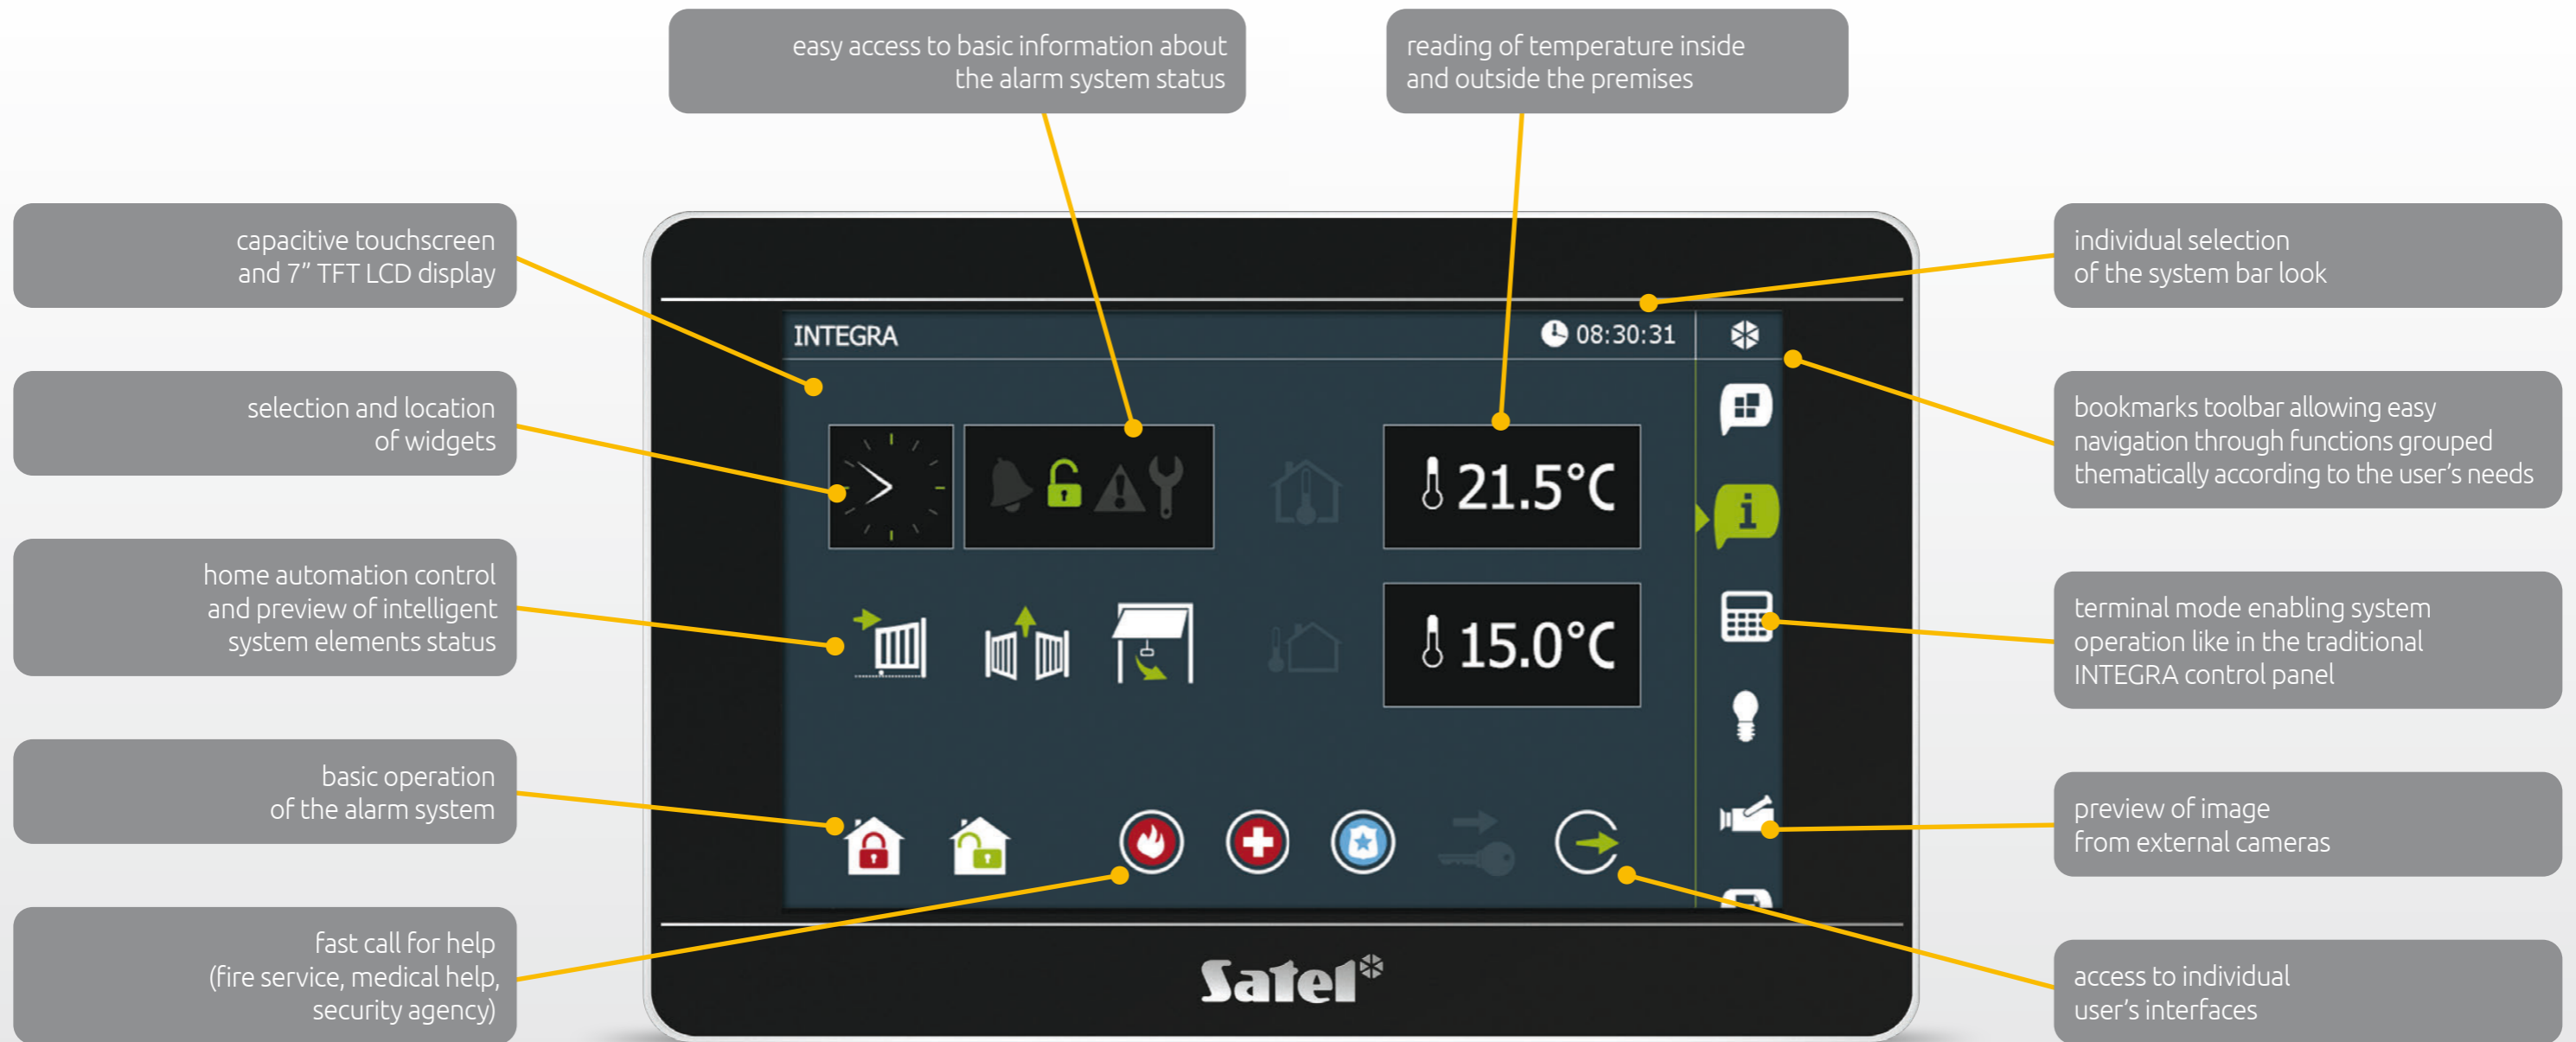 easy access to basic information about
the alarm system status
reading of temperature inside
and outside the premises
capacitive touchscreen
and 7” TFT LCD display
individual selection
of the system bar look
selection and location
of widgets
bookmarks toolbar allowing easy
navigation through functions grouped
thematically according to the user’s needs
home automation control
and preview of intelligent
system elements status
terminal mode enabling system
operation like in the traditional
INTEGRA control panel
basic operation
of the alarm system
preview of image
from external cameras
fast call for help
(fire service, medical help,
security agency)
access to individual
user’s interfaces
INTEGRA
08:30:31
21.5°C
15.0°C
Satel